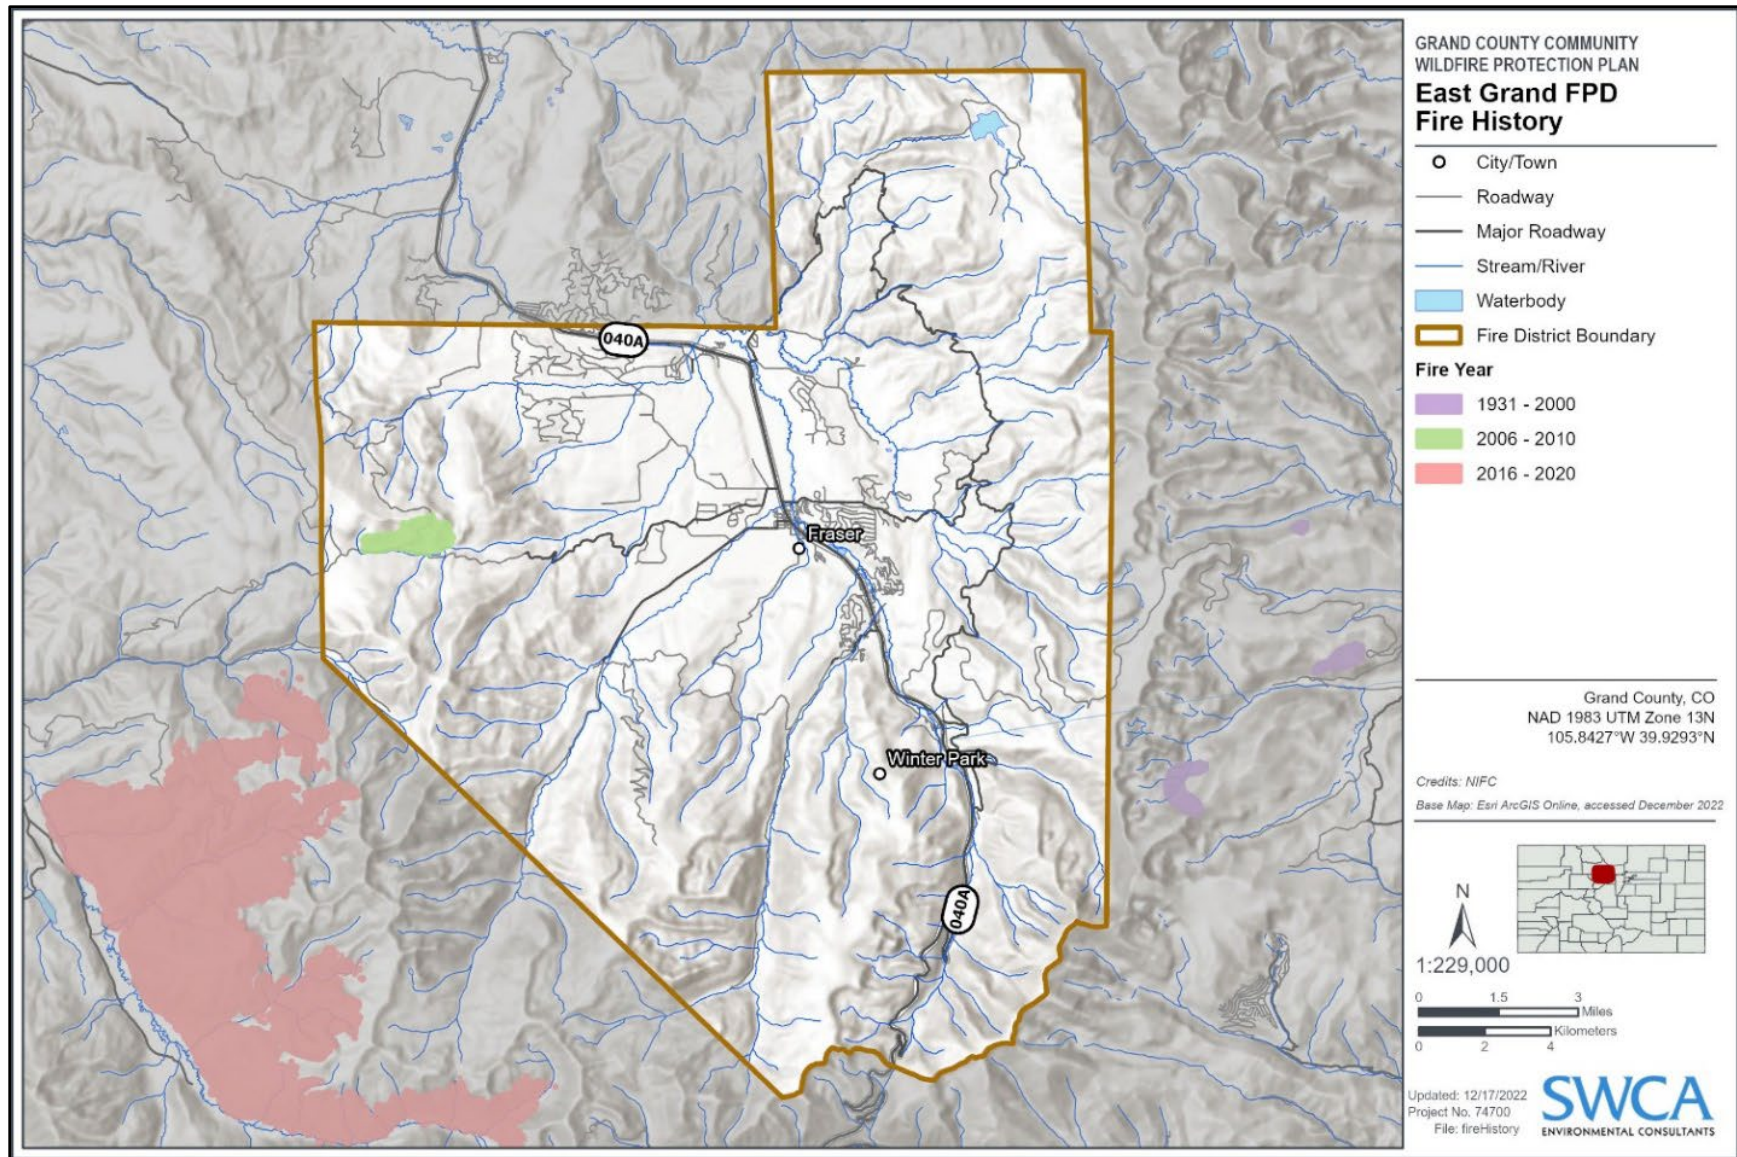 GRAND COUNTY COMMUNITY
WILDFIRE PROTECTION PLAN
East Grand FPD
Fire History
City/Town
Roadway
Major Roadway
Stream/River
Waterbody
Fire District Boundary
Fire Year
1931 - 2000
2006 - 2010
2016 - 2020
040A
Fraser
Winter Park
040A
Grand County, CO
NAD 1983 UTM Zone 13N
105.8427°W 39.9293°N
Credits: NIFC
Base Map: Esri ArcGIS Online, accessed December 2022
N
1:229,000
0 1.5 3
Miles
Kilometers
0 2 4
Updated: 12/17/2022
Project No. 74700
File: fireHistory
SWCA
ENVIRONMENTAL CONSULTANTS